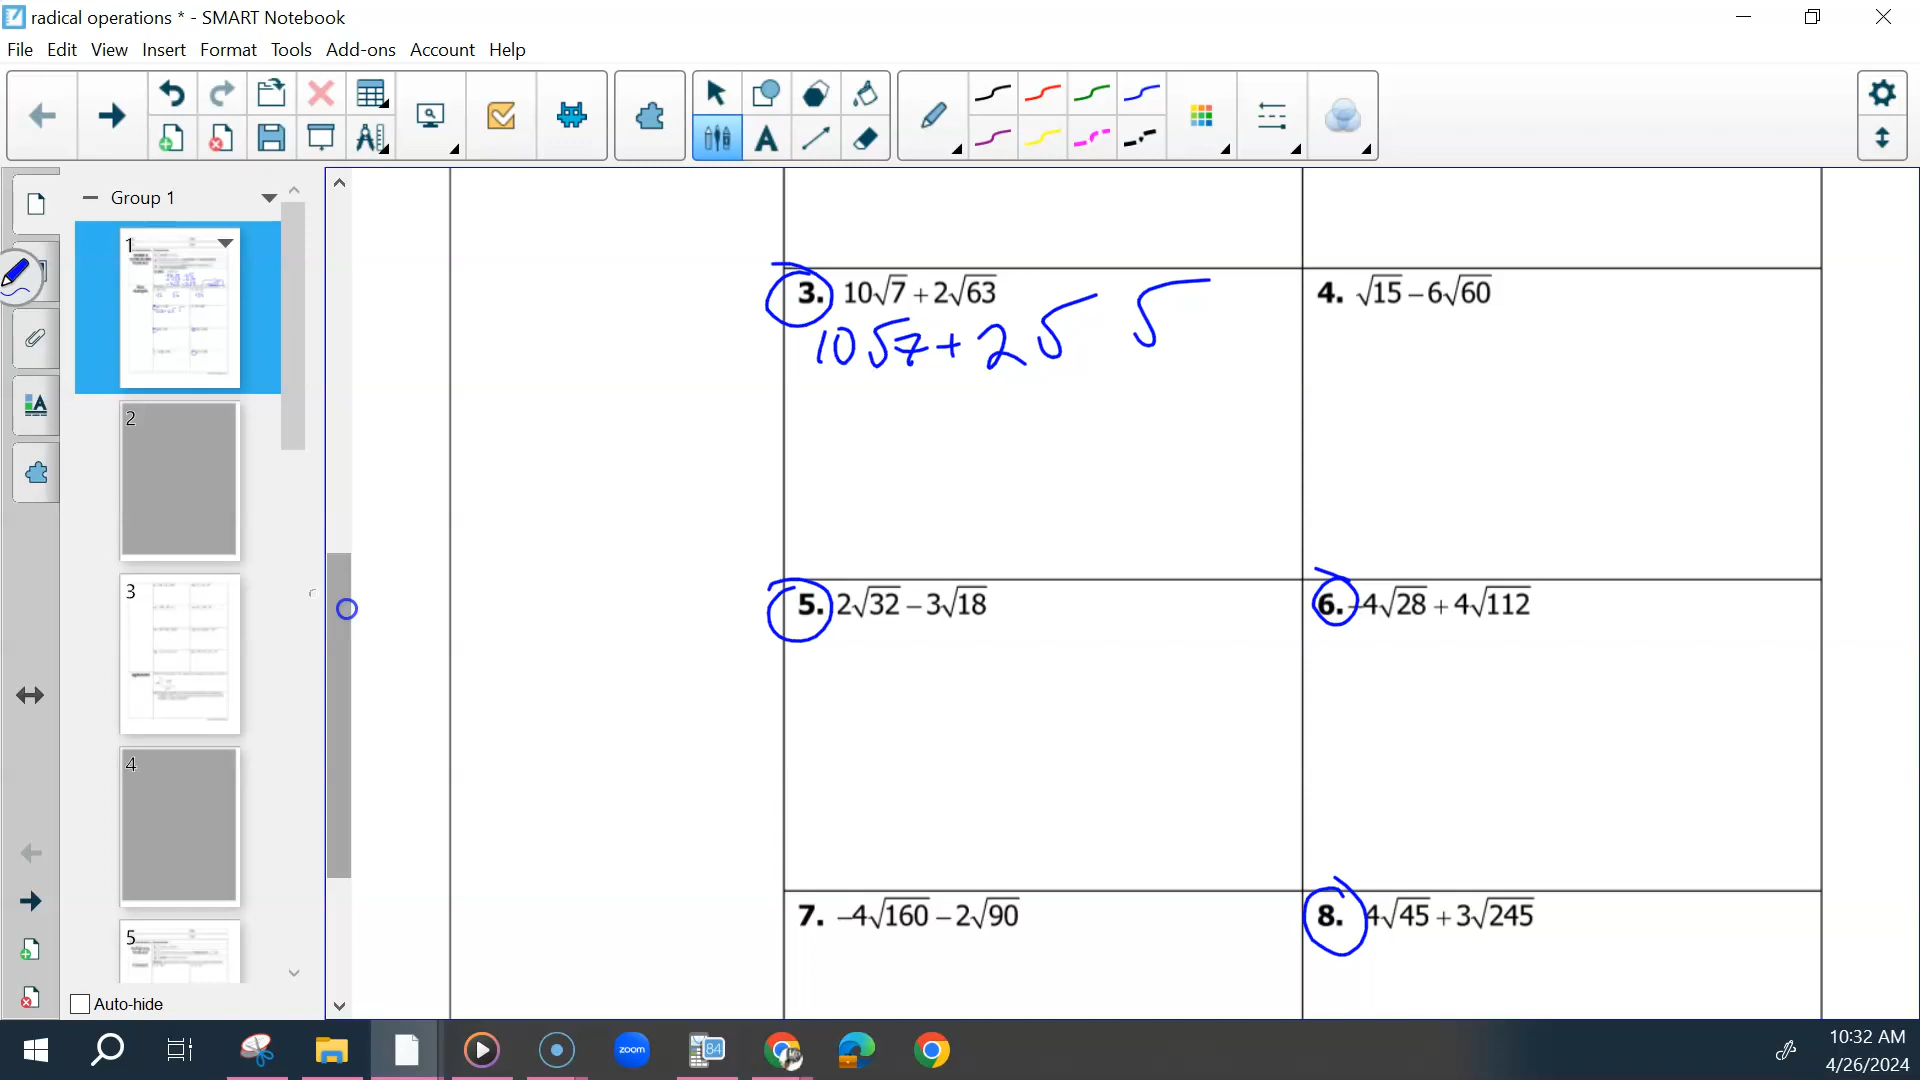 radical operations * - SMART Notebook
File Edit View Insert Format Tools Add-ons Account Help
Group 1
1
2
3
4
5
Auto-hide
3. 10√7 + 2√63
10√7 + 2√ √
4. √15 − 6√60
5. 2√32 − 3√18
6. −4√28 + 4√112
7. −4√160 − 2√90
8. 4√45 + 3√245
zoom
84
10:32 AM
4/26/2024